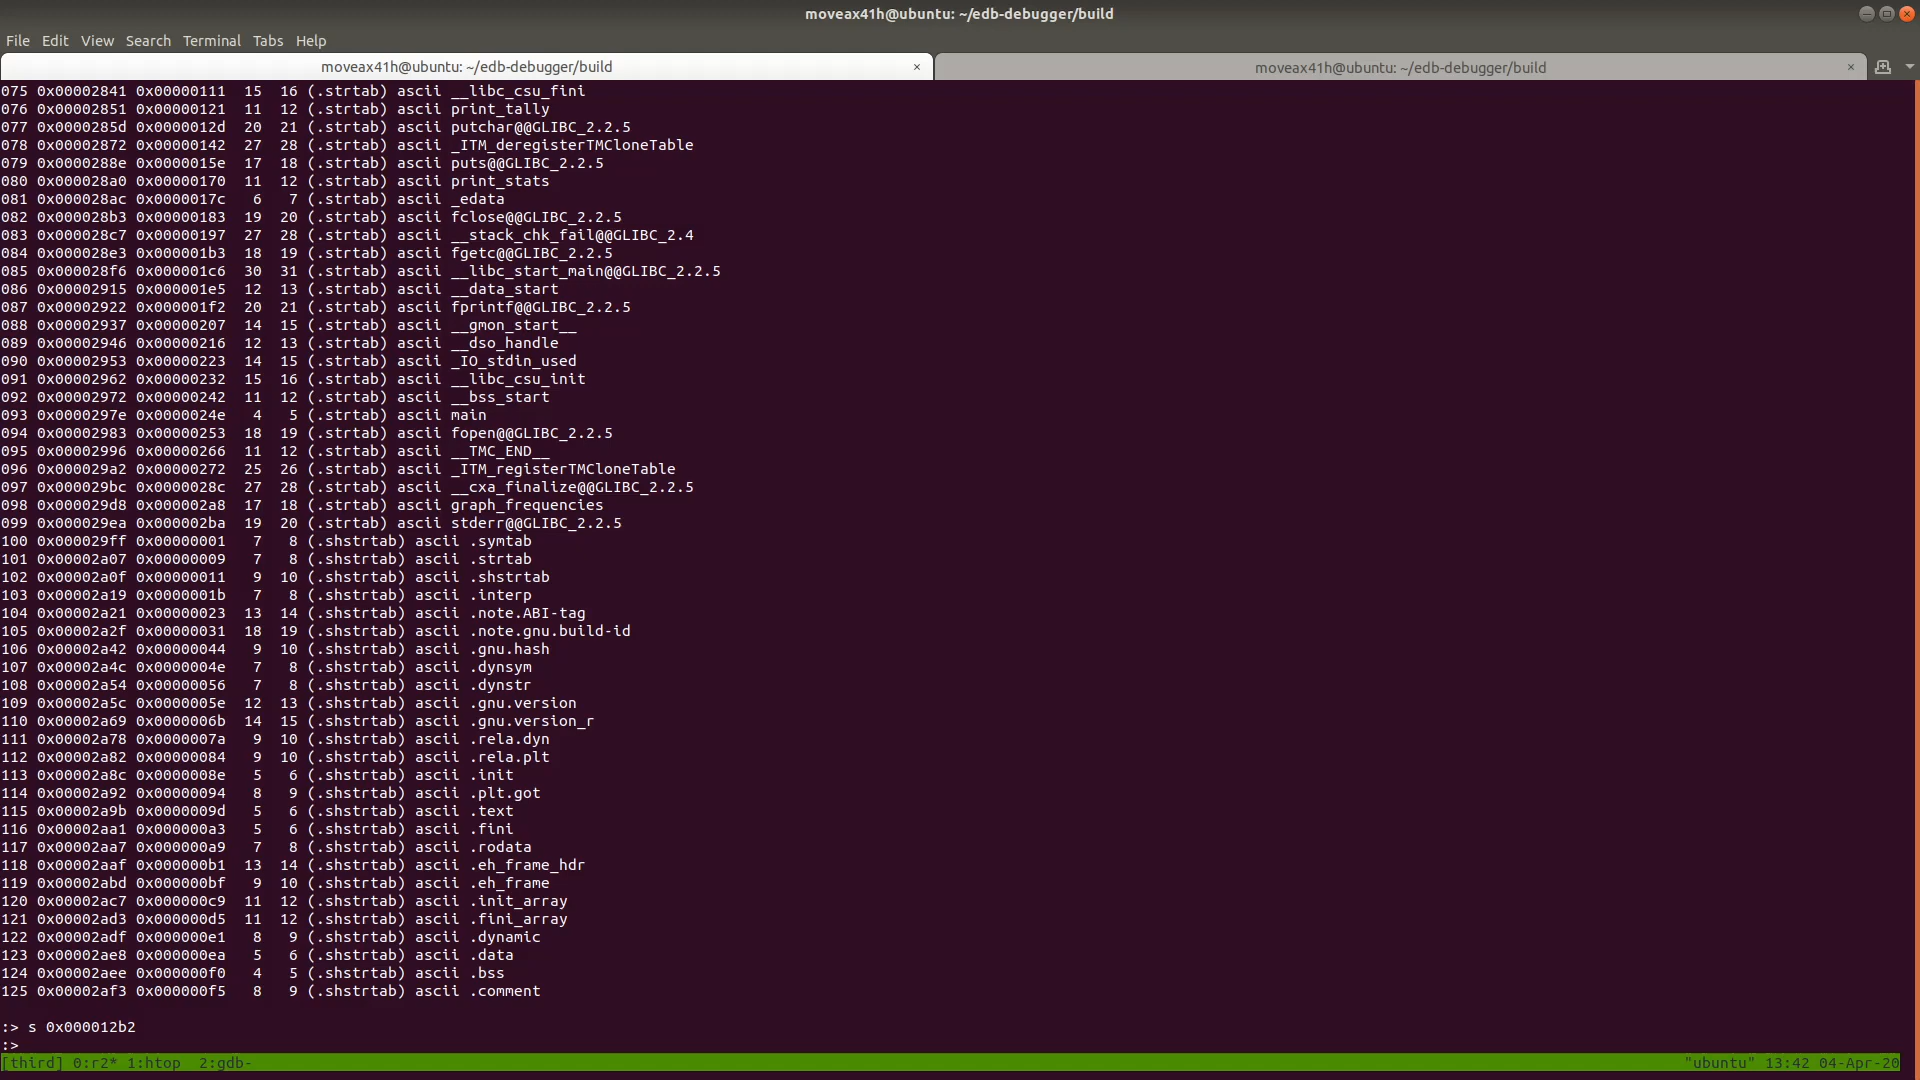 moveax41h@ubuntu: ~/edb-debugger/build
File Edit View Search Terminal Tabs Help
moveax41h@ubuntu: ~/edb-debugger/build × moveax41h@ubuntu: ~/edb-debugger/build ×
075 0x00002841 0x00000111 15 16 (.strtab) ascii __libc_csu_fini
076 0x00002851 0x00000121 11 12 (.strtab) ascii print_tally
077 0x0000285d 0x0000012d 20 21 (.strtab) ascii putchar@@GLIBC_2.2.5
078 0x00002872 0x00000142 27 28 (.strtab) ascii _ITM_deregisterTMCloneTable
079 0x0000288e 0x0000015e 17 18 (.strtab) ascii puts@@GLIBC_2.2.5
080 0x000028a0 0x00000170 11 12 (.strtab) ascii print_stats
081 0x000028ac 0x0000017c 6 7 (.strtab) ascii _edata
082 0x000028b3 0x00000183 19 20 (.strtab) ascii fclose@@GLIBC_2.2.5
083 0x000028c7 0x00000197 27 28 (.strtab) ascii __stack_chk_fail@@GLIBC_2.4
084 0x000028e3 0x000001b3 18 19 (.strtab) ascii fgetc@@GLIBC_2.2.5
085 0x000028f6 0x000001c6 30 31 (.strtab) ascii __libc_start_main@@GLIBC_2.2.5
086 0x00002915 0x000001e5 12 13 (.strtab) ascii __data_start
087 0x00002922 0x000001f2 20 21 (.strtab) ascii fprintf@@GLIBC_2.2.5
088 0x00002937 0x00000207 14 15 (.strtab) ascii __gmon_start__
089 0x00002946 0x00000216 12 13 (.strtab) ascii __dso_handle
090 0x00002953 0x00000223 14 15 (.strtab) ascii _IO_stdin_used
091 0x00002962 0x00000232 15 16 (.strtab) ascii __libc_csu_init
092 0x00002972 0x00000242 11 12 (.strtab) ascii __bss_start
093 0x0000297e 0x0000024e 4 5 (.strtab) ascii main
094 0x00002983 0x00000253 18 19 (.strtab) ascii fopen@@GLIBC_2.2.5
095 0x00002996 0x00000266 11 12 (.strtab) ascii __TMC_END__
096 0x000029a2 0x00000272 25 26 (.strtab) ascii _ITM_registerTMCloneTable
097 0x000029bc 0x0000028c 27 28 (.strtab) ascii __cxa_finalize@@GLIBC_2.2.5
098 0x000029d8 0x000002a8 17 18 (.strtab) ascii graph_frequencies
099 0x000029ea 0x000002ba 19 20 (.strtab) ascii stderr@@GLIBC_2.2.5
100 0x000029ff 0x00000001 7 8 (.shstrtab) ascii .symtab
101 0x00002a07 0x00000009 7 8 (.shstrtab) ascii .strtab
102 0x00002a0f 0x00000011 9 10 (.shstrtab) ascii .shstrtab
103 0x00002a19 0x0000001b 7 8 (.shstrtab) ascii .interp
104 0x00002a21 0x00000023 13 14 (.shstrtab) ascii .note.ABI-tag
105 0x00002a2f 0x00000031 18 19 (.shstrtab) ascii .note.gnu.build-id
106 0x00002a42 0x00000044 9 10 (.shstrtab) ascii .gnu.hash
107 0x00002a4c 0x0000004e 7 8 (.shstrtab) ascii .dynsym
108 0x00002a54 0x00000056 7 8 (.shstrtab) ascii .dynstr
109 0x00002a5c 0x0000005e 12 13 (.shstrtab) ascii .gnu.version
110 0x00002a69 0x0000006b 14 15 (.shstrtab) ascii .gnu.version_r
111 0x00002a78 0x0000007a 9 10 (.shstrtab) ascii .rela.dyn
112 0x00002a82 0x00000084 9 10 (.shstrtab) ascii .rela.plt
113 0x00002a8c 0x0000008e 5 6 (.shstrtab) ascii .init
114 0x00002a92 0x00000094 8 9 (.shstrtab) ascii .plt.got
115 0x00002a9b 0x0000009d 5 6 (.shstrtab) ascii .text
116 0x00002aa1 0x000000a3 5 6 (.shstrtab) ascii .fini
117 0x00002aa7 0x000000a9 7 8 (.shstrtab) ascii .rodata
118 0x00002aaf 0x000000b1 13 14 (.shstrtab) ascii .eh_frame_hdr
119 0x00002abd 0x000000bf 9 10 (.shstrtab) ascii .eh_frame
120 0x00002ac7 0x000000c9 11 12 (.shstrtab) ascii .init_array
121 0x00002ad3 0x000000d5 11 12 (.shstrtab) ascii .fini_array
122 0x00002adf 0x000000e1 8 9 (.shstrtab) ascii .dynamic
123 0x00002ae8 0x000000ea 5 6 (.shstrtab) ascii .data
124 0x00002aee 0x000000f0 4 5 (.shstrtab) ascii .bss
125 0x00002af3 0x000000f5 8 9 (.shstrtab) ascii .comment
:> s 0x000012b2
:>
[third] 0:r2* 1:htop 2:gdb- "ubuntu" 13:42 04-Apr-20